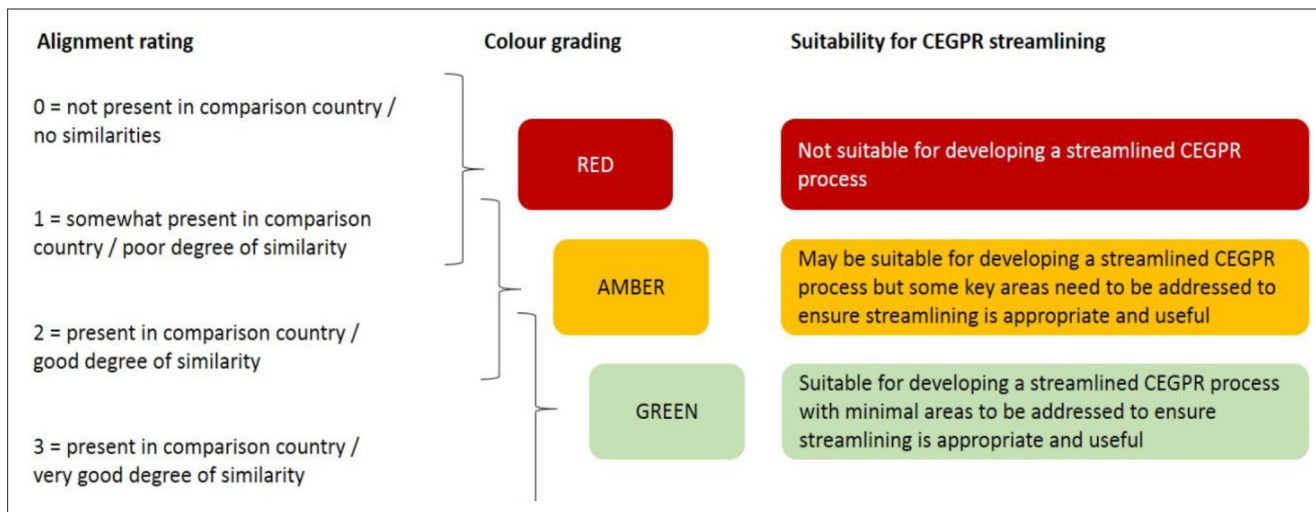 Alignment rating
Colour grading
Suitability for CEGPR streamlining
0 = not present in comparison country /
no similarities
1 = somewhat present in comparison
country / poor degree of similarity
2 = present in comparison country /
good degree of similarity
3 = present in comparison country /
very good degree of similarity
RED
Not suitable for developing a streamlined CEGPR
process
AMBER
May be suitable for developing a streamlined CEGPR
process but some key areas need to be addressed to
ensure streamlining is appropriate and useful
GREEN
Suitable for developing a streamlined CEGPR process
with minimal areas to be addressed to ensure
streamlining is appropriate and useful